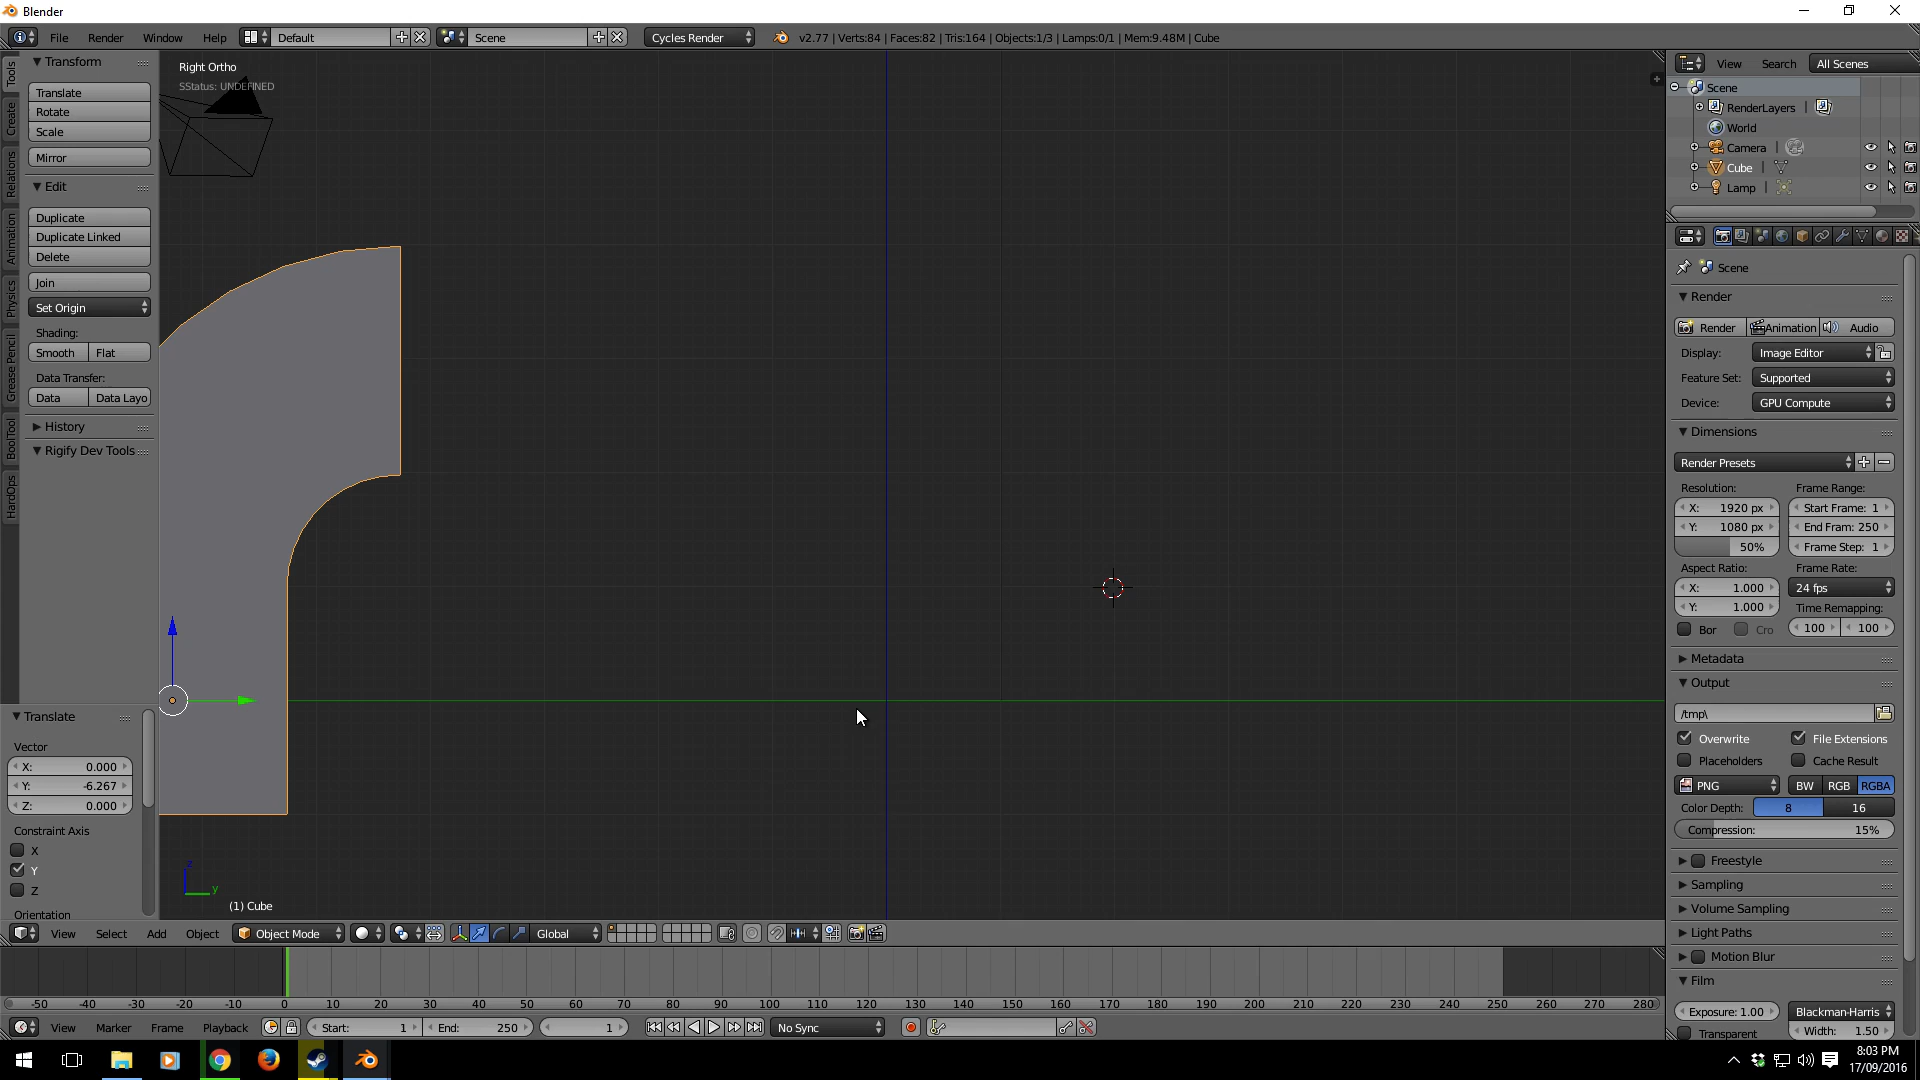 Blender
File Render Window Help Default Scene Cycles Render v2.77 | Verts:84 | Faces:82 | Tris:164 | Objects:1/3 | Lamps:0/1 | Mem:9.48M | Cube
Tools
Create
Relations
Animation
Physics
Grease Pencil
BoolTool
HardOps
Transform
Translate
Rotate
Scale
Mirror
Edit
Duplicate
Duplicate Linked
Delete
Join
Set Origin
Shading:
Smooth Flat
Data Transfer:
Data Data Layo
History
Rigify Dev Tools
Translate
Vector
X: 0.000
Y: -6.267
Z: 0.000
Constraint Axis
X
Y
Z
Orientation
Right Ortho
SStatus: UNDEFINED
z
y
(1) Cube
View Select Add Object Object Mode Global
-50 -40 -30 -20 -10 0 10 20 30 40 50 60 70 80 90 100 110 120 130 140 150 160 170 180 190 200 210 220 230 240 250 260 270 280
View Marker Frame Playback Start: 1 End: 250 1 No Sync
View Search All Scenes
Scene
RenderLayers |
World
Camera |
Cube |
Lamp |
Scene
Render
Render Animation Audio
Display: Image Editor
Feature Set: Supported
Device: GPU Compute
Dimensions
Render Presets
Resolution: Frame Range:
X: 1920 px Start Frame: 1
Y: 1080 px End Fram: 250
50% Frame Step: 1
Aspect Ratio: Frame Rate:
X: 1.000 24 fps
Y: 1.000 Time Remapping:
Bor Cro 100 100
Metadata
Output
/tmp\
Overwrite File Extensions
Placeholders Cache Result
PNG BW RGB RGBA
Color Depth: 8 16
Compression: 15%
Freestyle
Sampling
Volume Sampling
Light Paths
Motion Blur
Film
Exposure: 1.00 Blackman-Harris
Transparent Width: 1.50
8:03 PM
17/09/2016